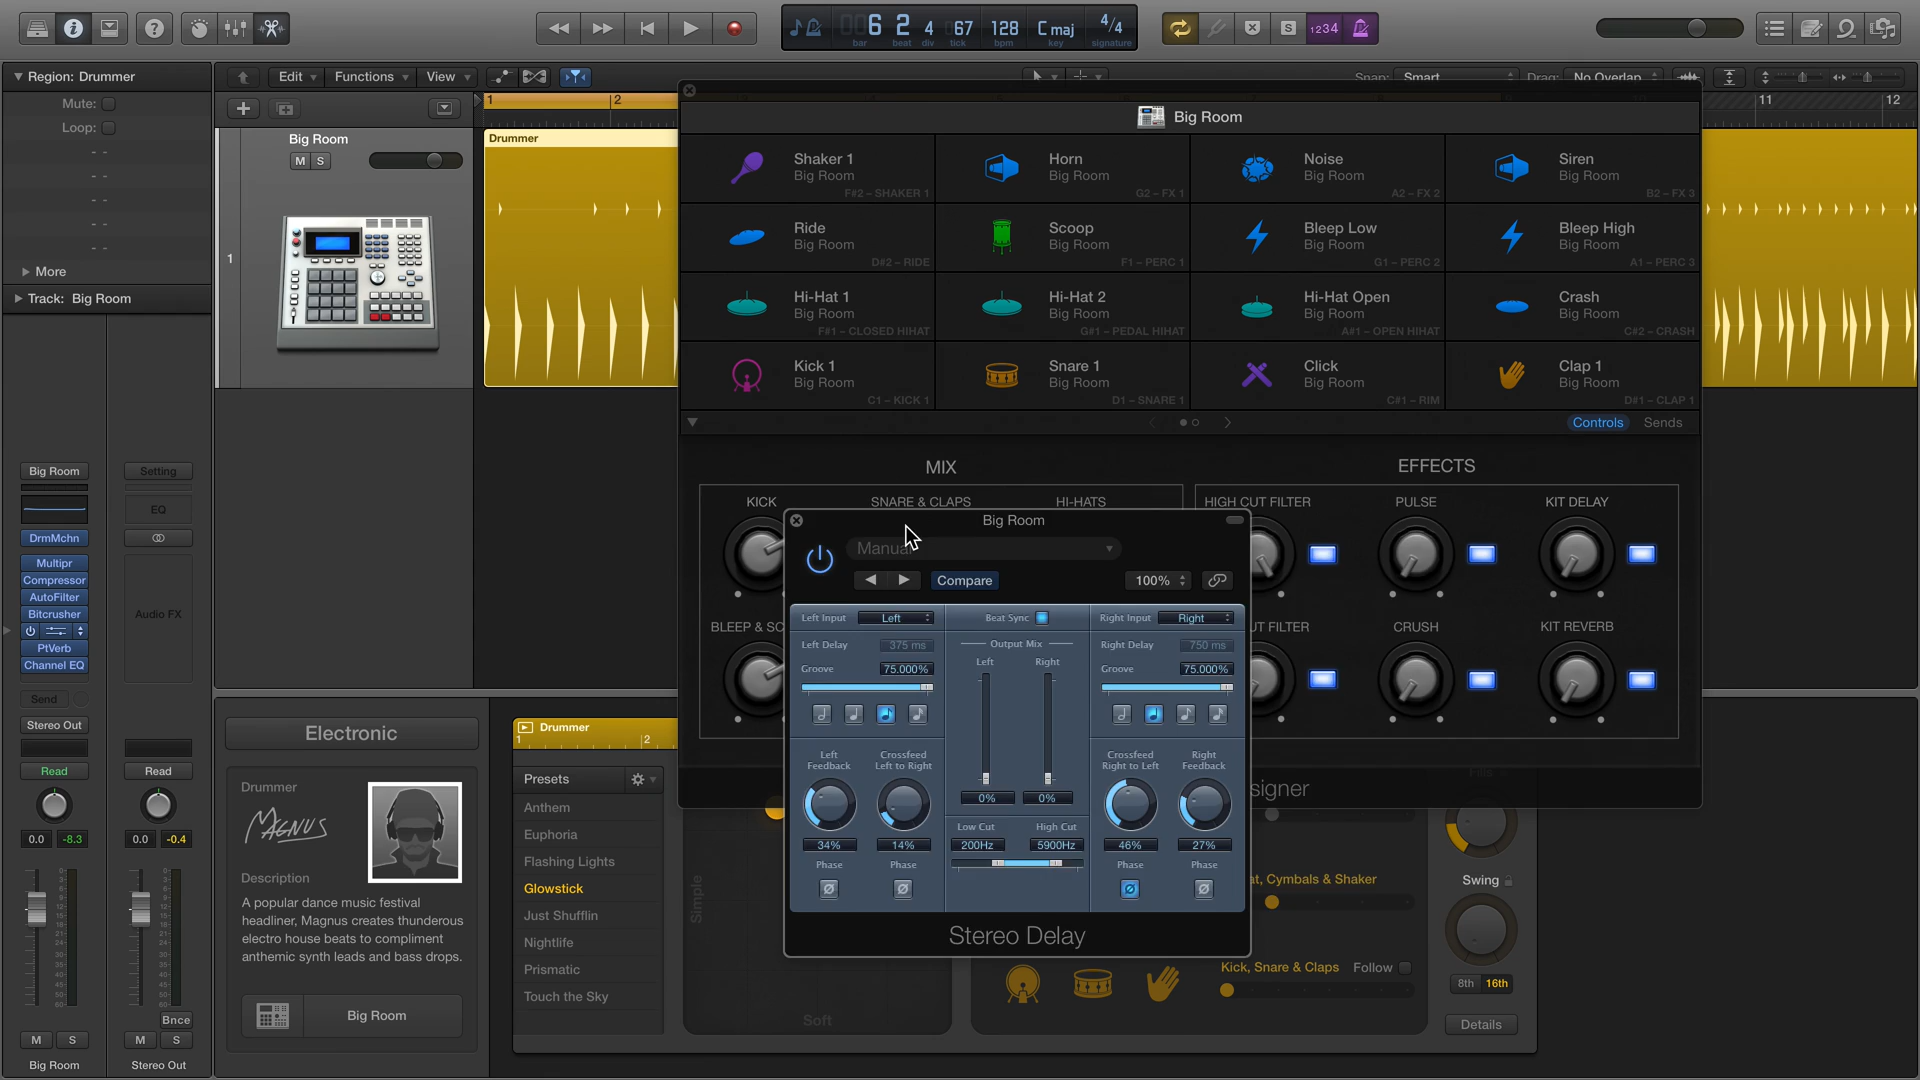 6 2 4 67 128 C maj 4/4
bar beat div tick bpm key signature
1234
Region: Drummer
Edit Functions View
Snap: Smart Drag: No Overlap
Mute:
Loop:
More
Track: Big Room
1 2 11 12
Big Room
M S
1
Drummer
Big Room
Shaker 1
Big Room
F#2 – SHAKER 1
Horn
Big Room
G2 – FX 1
Noise
Big Room
A2 – FX 2
Siren
Big Room
B2 – FX 3
Ride
Big Room
D#2 – RIDE
Scoop
Big Room
F1 – PERC 1
Bleep Low
Big Room
G1 – PERC 2
Bleep High
Big Room
A1 – PERC 3
Hi-Hat 1
Big Room
F#1 – CLOSED HIHAT
Hi-Hat 2
Big Room
G#1 – PEDAL HIHAT
Hi-Hat Open
Big Room
A#1 – OPEN HIHAT
Crash
Big Room
C#2 – CRASH
Kick 1
Big Room
C1 – KICK 1
Snare 1
Big Room
D1 – SNARE 1
Click
Big Room
C#1 – RIM
Clap 1
Big Room
D#1 – CLAP 1
Controls Sends
MIX EFFECTS
KICK SNARE & CLAPS HI-HATS HIGH CUT FILTER PULSE KIT DELAY
BLEEP & SC
UT FILTER CRUSH KIT REVERB
Big Room
Manual
Compare 100%
Left Input Left Beat Sync Right Input Right
Left Delay 375 ms Output Mix Right Delay 750 ms
Groove 75.000% Left Right Groove 75.000%
Left Feedback
Crossfeed Left to Right
Crossfeed Right to Left
Right Feedback
0% 0%
Low Cut High Cut
34% 14% 200Hz 5900Hz 46% 27%
Phase Phase Phase Phase
Stereo Delay
Big Room
DrmMchn
Multipr
Compressor
AutoFilter
Bitcrusher
PtVerb
Channel EQ
Send
Stereo Out
Read
0.0 -8.3
M S
Big Room
Setting
EQ
Audio FX
Read
0.0 -0.4
Bnce
M S
Stereo Out
Electronic
Drummer
Magnus
Description
A popular dance music festival
headliner, Magnus creates thunderous
electro house beats to compliment
anthemic synth leads and bass drops.
Big Room
Drummer
1 2
Presets
Anthem
Euphoria
Flashing Lights
Glowstick
Just Shufflin
Nightlife
Prismatic
Touch the Sky
Simple
Soft
signer
Fills
at, Cymbals & Shaker
Kick, Snare & Claps Follow
Swing
8th 16th
Details